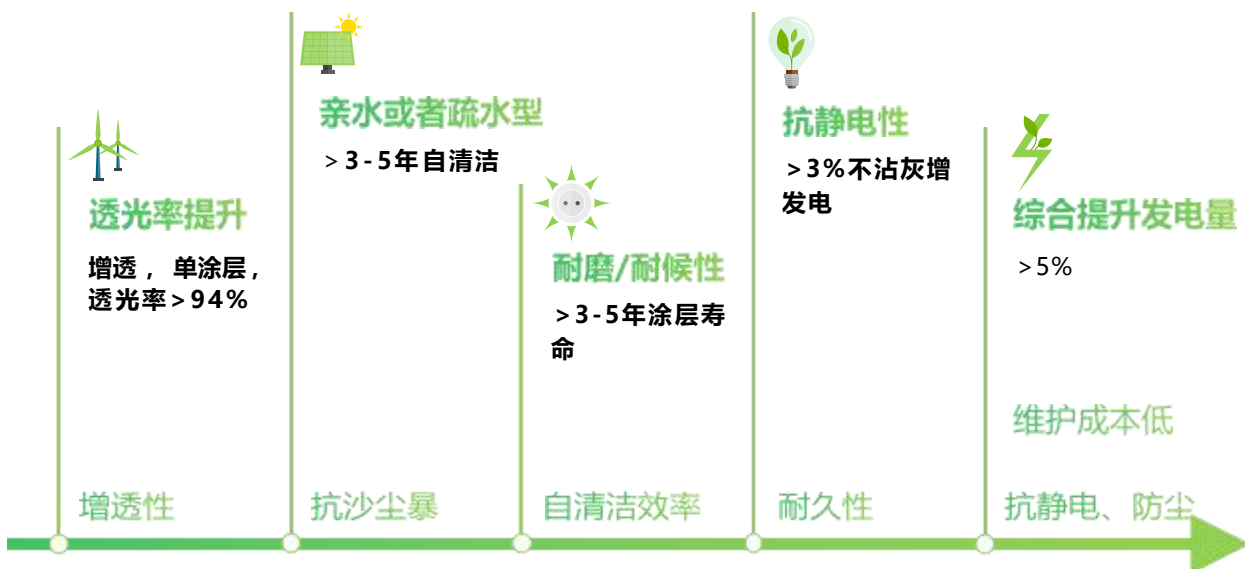 透光率提升
增透， 单涂层，
透光率>94%
增透性
亲水或者疏水型
>3-5年自清洁
抗沙尘暴
耐磨/耐候性
>3-5年涂层寿
命
自清洁效率
抗静电性
>3%不沾灰增
发电
耐久性
综合提升发电量
>5%
维护成本低
抗静电、防尘